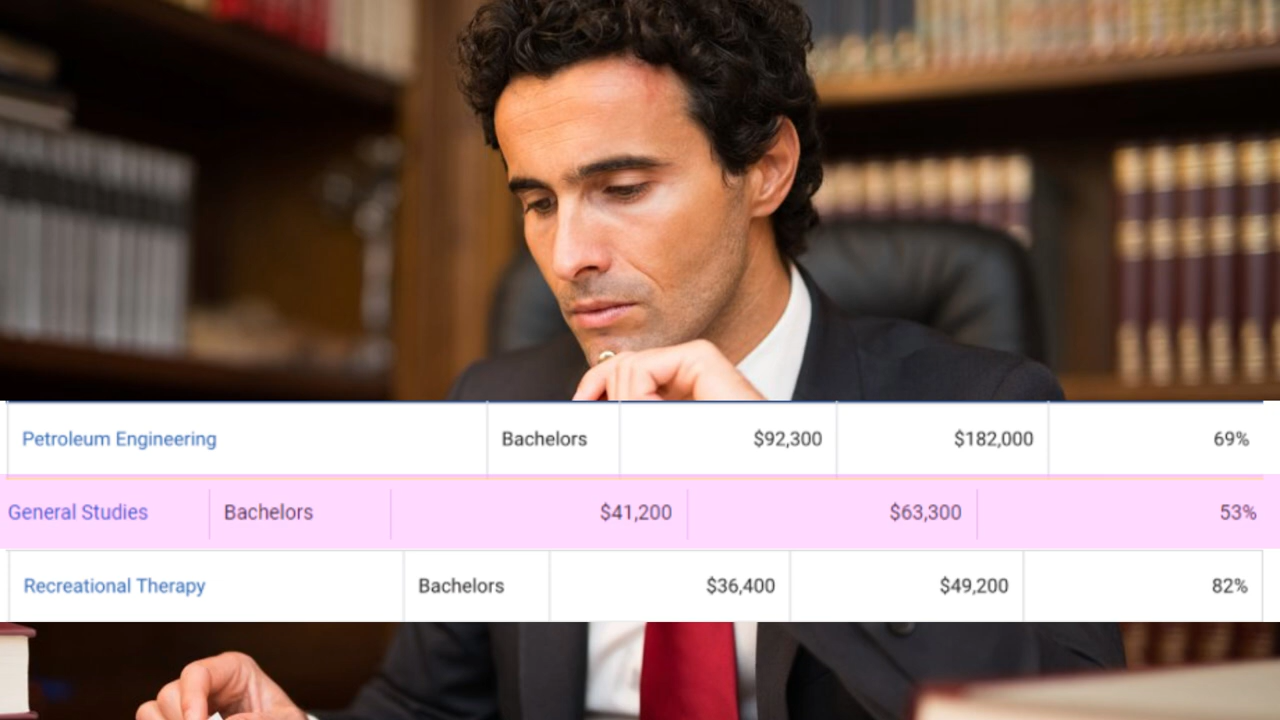 Petroleum Engineering Bachelors $92,300 $182,000 69%
General Studies Bachelors $41,200 $63,300 53%
Recreational Therapy Bachelors $36,400 $49,200 82%